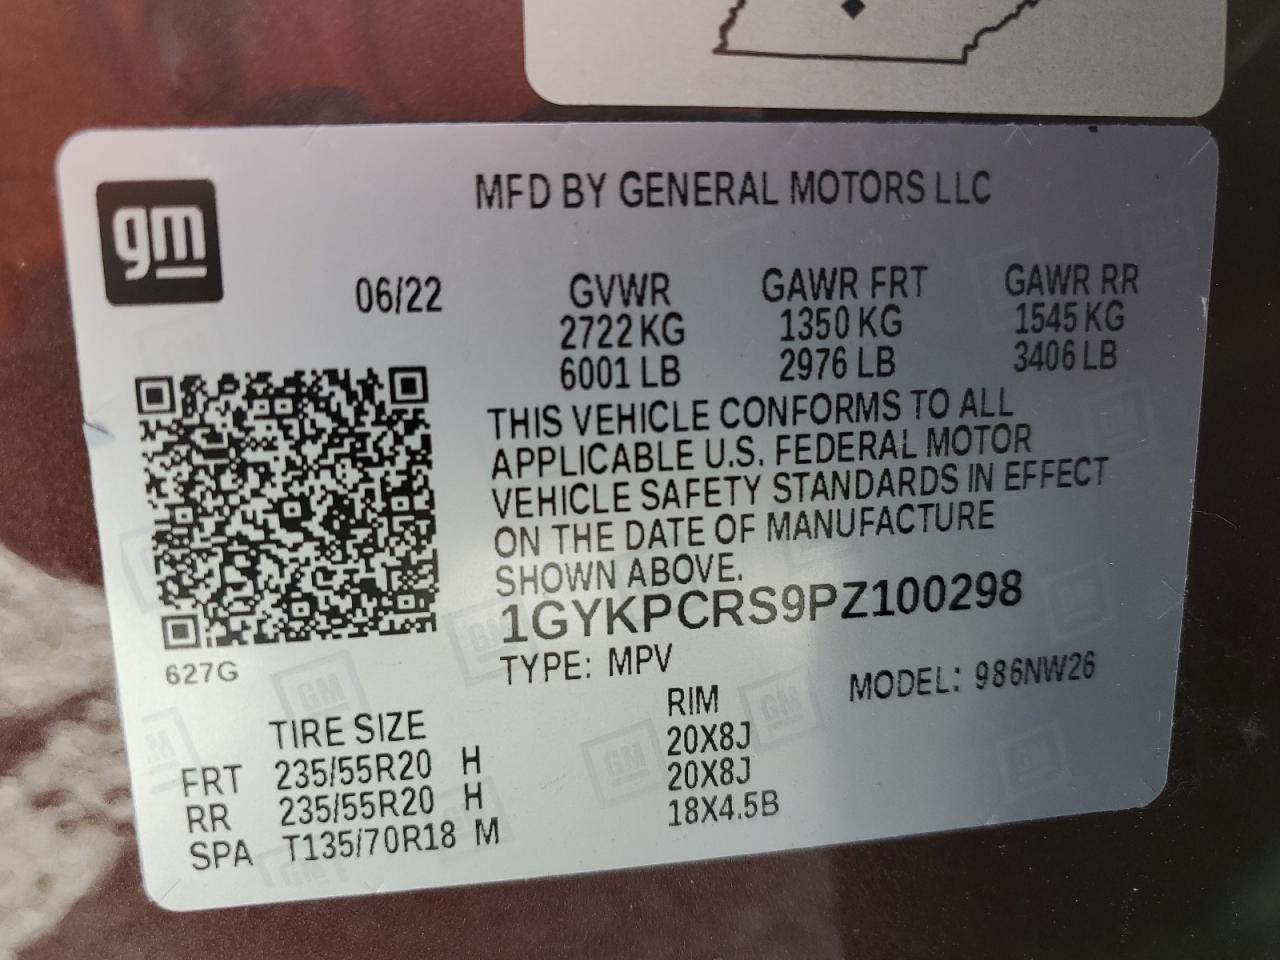 gm
MFD BY GENERAL MOTORS LLC
06/22 GVWR GAWR FRT GAWR RR
2722 KG 1350 KG 1545 KG
6001 LB 2976 LB 3406 LB
THIS VEHICLE CONFORMS TO ALL
APPLICABLE U.S. FEDERAL MOTOR
VEHICLE SAFETY STANDARDS IN EFFECT
ON THE DATE OF MANUFACTURE
SHOWN ABOVE.
1GYKPCRS9PZ100298
627G
TYPE: MPV MODEL: 986NW26
TIRE SIZE RIM
FRT 235/55R20 H 20X8J
RR 235/55R20 H 20X8J
SPA T135/70R18 M 18X4.5B